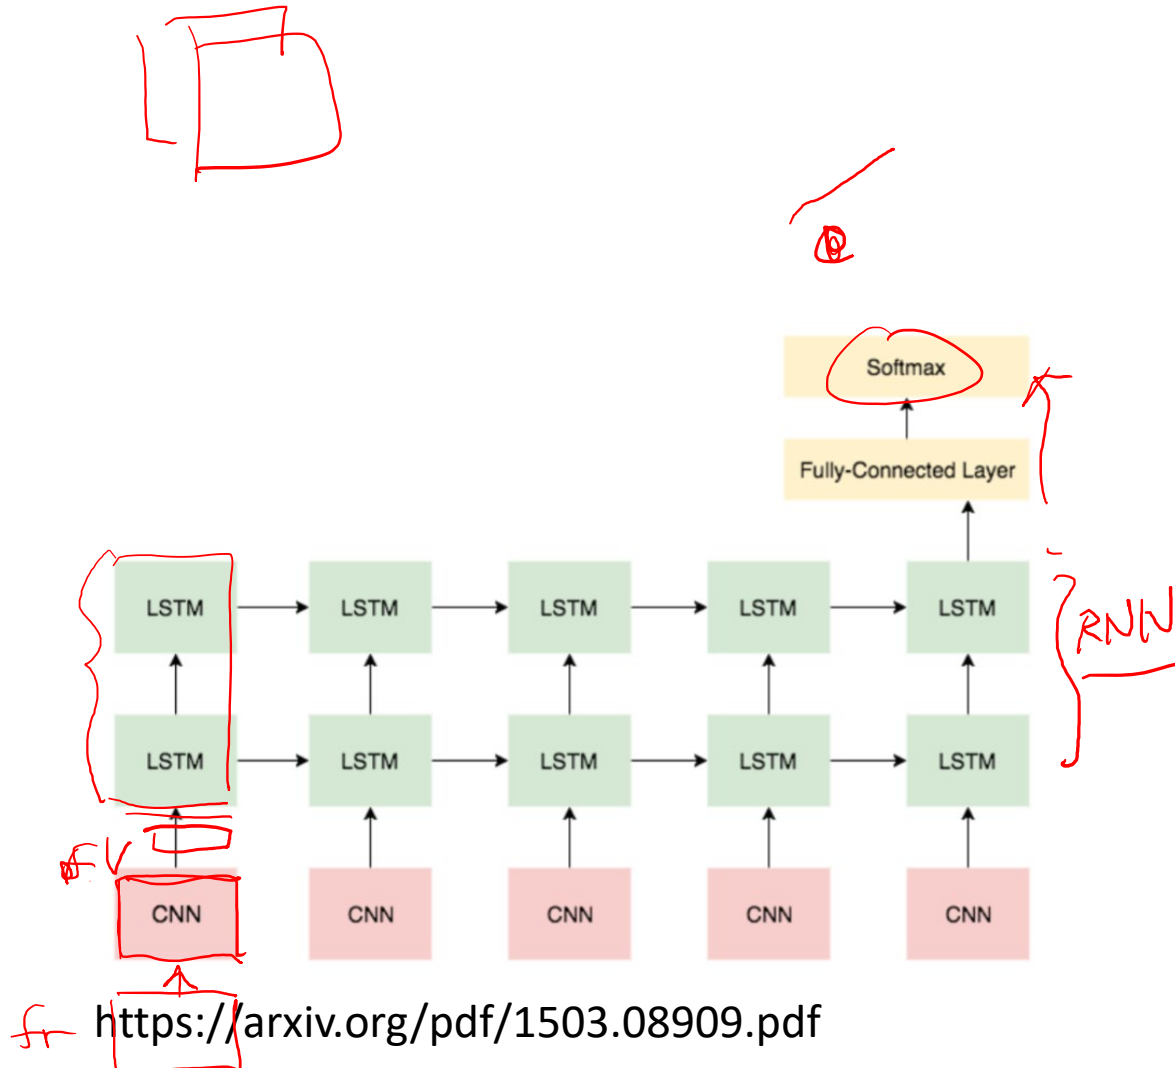 Softmax
Fully-Connected Layer
LSTM LSTM LSTM LSTM LSTM
RNN
LSTM LSTM LSTM LSTM LSTM
FV
CNN CNN CNN CNN CNN
fr https://arxiv.org/pdf/1503.08909.pdf